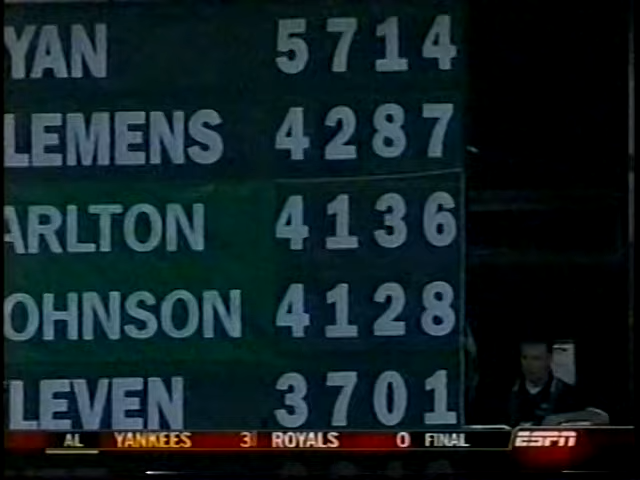 YAN 5714
LEMENS 4287
ARLTON 4136
OHNSON 4128
LEVEN 3701
AL YANKEES 3 ROYALS 0 FINAL ESPN